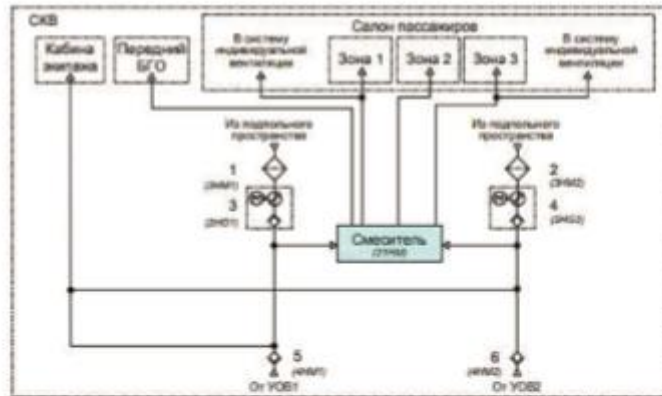 СКВ
Салон пассажиров
Кабина
экипажа
Передний
БГО
В систему
индивидуальной
вентиляции
Зона 1
Зона 2
Зона 3
В систему
индивидуальной
вентиляции
Из подпольного
пространства
Из подпольного
пространства
1
2
3
4
Смеситель
5
6
От УОВ1
От УОВ2